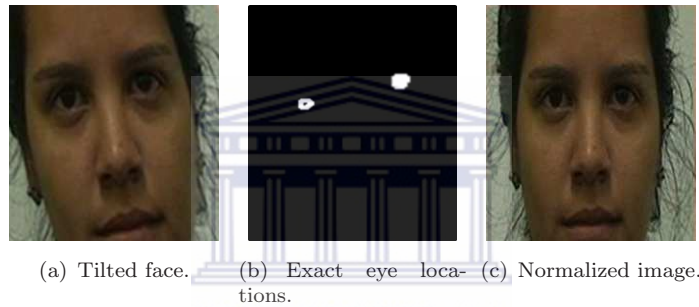 (a) Tilted face.
(b) Exact eye loca-
tions.
(c) Normalized image.